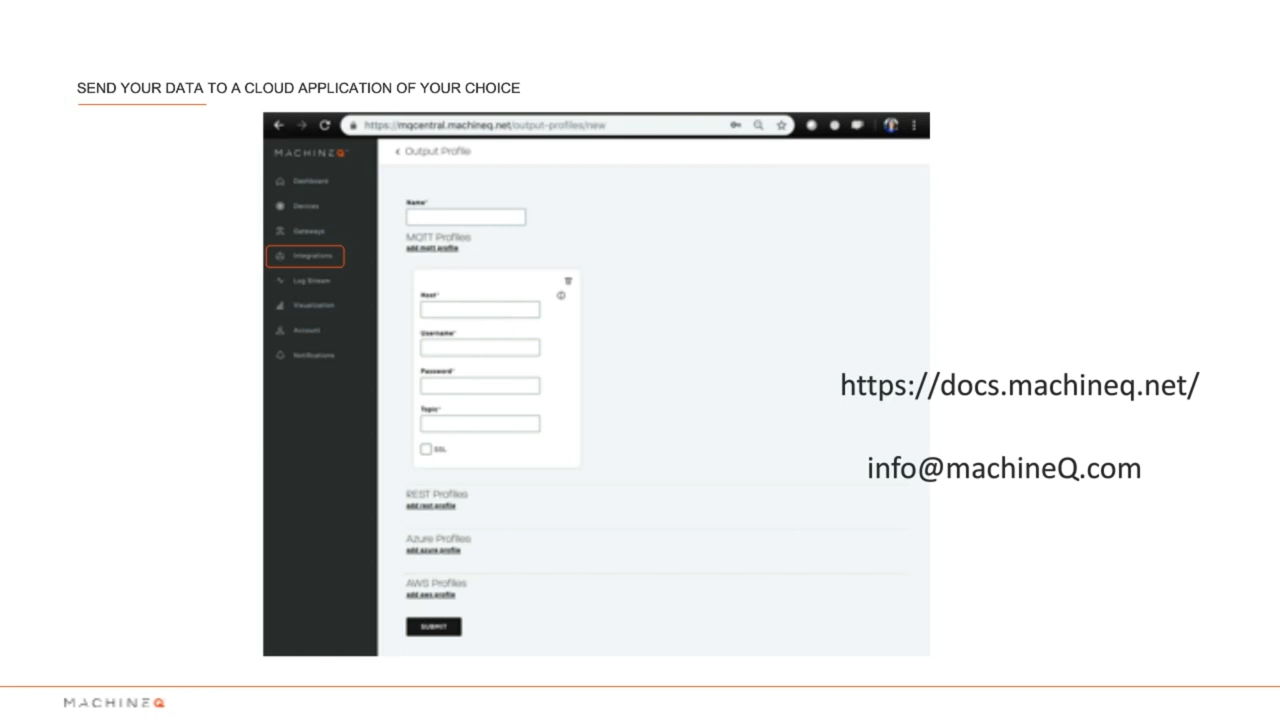 SEND YOUR DATA TO A CLOUD APPLICATION OF YOUR CHOICE
https://mqcentral.machineq.net/output-profiles/new
MACHINEQ
Output Profile
Dashboard
Devices
Gateways
Integrations
Log Stream
Visualization
Account
Notifications
Name*
MQTT Profiles
add mqtt profile
Host*
Username*
Password*
Topic*
SSL
REST Profiles
add rest profile
Azure Profiles
add azure profile
AWS Profiles
add aws profile
SUBMIT
https://docs.machineq.net/
info@machineQ.com
MACHINEQ